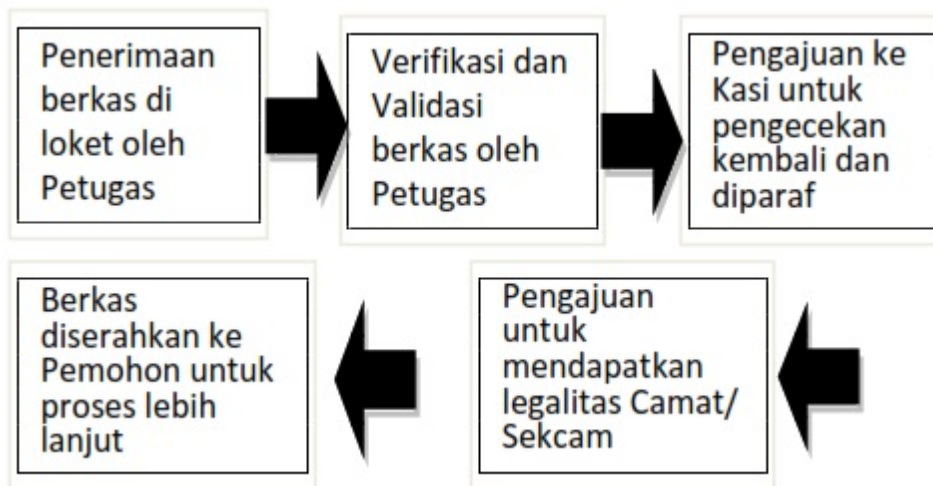 Penerimaan
berkas di
loket oleh
Petugas
Verifikasi dan
Validasi
berkas oleh
Petugas
Pengajuan ke
Kasi untuk
pengecekan
kembali dan
diparaf
Pengajuan
untuk
mendapatkan
legalitas Camat/
Sekcam
Berkas
diserahkan ke
Pemohon untuk
proses lebih
lanjut